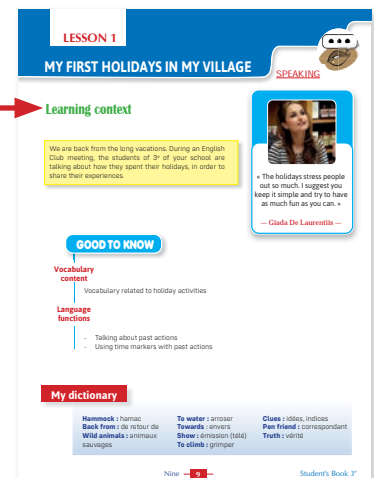 LESSON 1
MY FIRST HOLIDAYS IN MY VILLAGE
SPEAKING
Learning context
We are back from the long vacations. During an English
Club meeting, the students of 3e of your school are
talking about how they spent their holidays, in order to
share their experiences.
« The holidays stress people
out so much. I suggest you
keep it simple and try to have
as much fun as you can. »
— Giada De Laurentiis —
GOOD TO KNOW
Vocabulary
content
Vocabulary related to holiday activities
Language
functions
- Talking about past actions
- Using time markers with past actions
My dictionary
Hammock : hamac
Back from : de retour de
Wild animals : animaux
sauvages
To water : arroser
Towards : envers
Show : émission (télé)
To climb : grimper
Clues : idées, indices
Pen friend : correspondant
Truth : vérité
Nine 9
Student's Book 3e